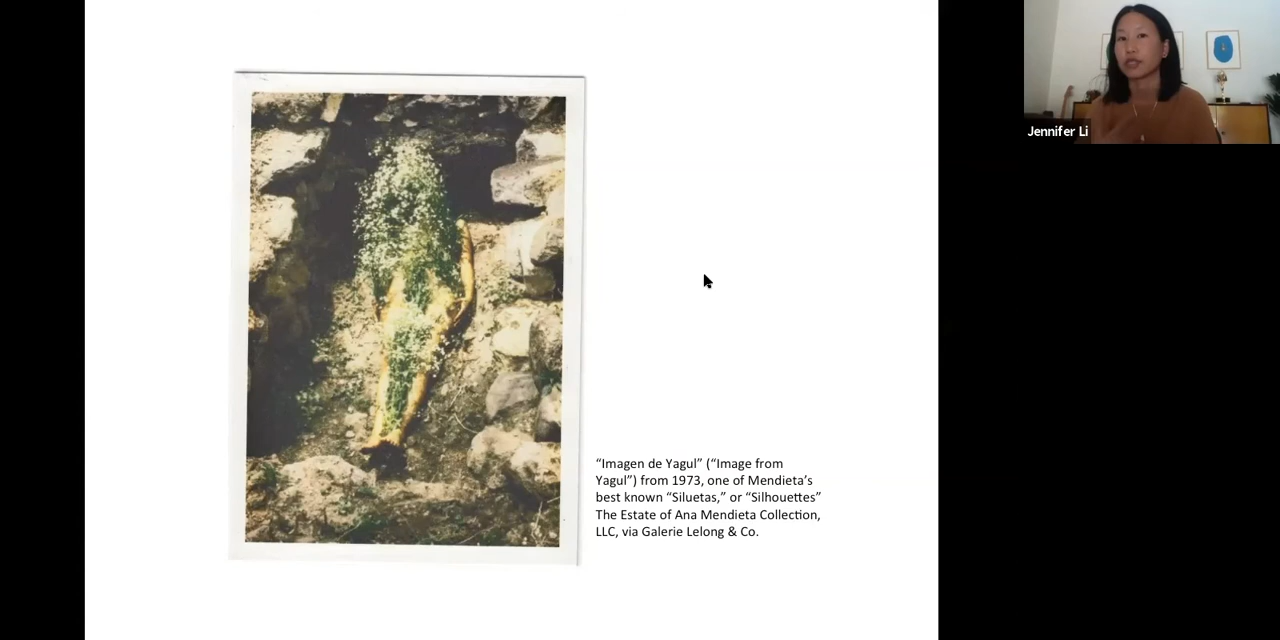 Jennifer Li
“Imagen de Yagul” (“Image from
Yagul”) from 1973, one of Mendieta’s
best known “Siluetas,” or “Silhouettes”
The Estate of Ana Mendieta Collection,
LLC, via Galerie Lelong & Co.